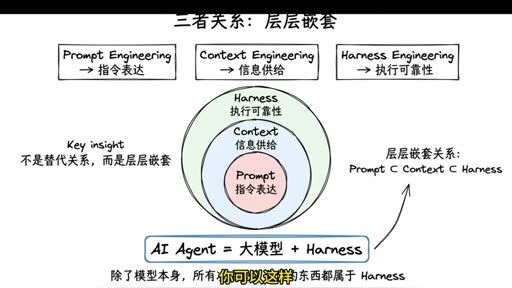 三者关系：层层嵌套
Prompt Engineering
→ 指令表达
Context Engineering
→ 信息供给
Harness Engineering
→ 执行可靠性
Harness
执行可靠性
Context
信息供给
Prompt
指令表达
Key insight
不是替代关系，而是层层嵌套
层层嵌套关系：
Prompt ⊂ Context ⊂ Harness
AI Agent = 大模型 + Harness
除了模型本身，所有 的东西都属于 Harness
你可以这样